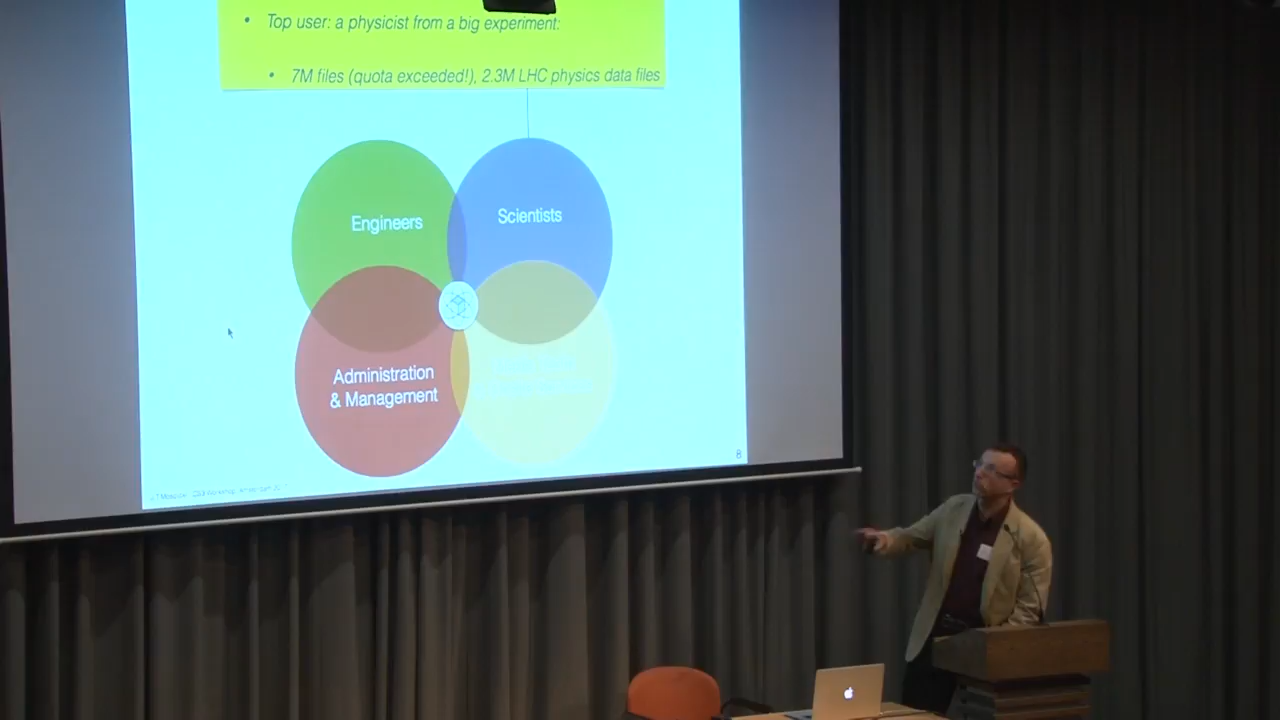 • Top user: a physicist from a big experiment:
• 7M files (quota exceeded!), 2.3M LHC physics data files
Engineers
Scientists
Administration
& Management
8